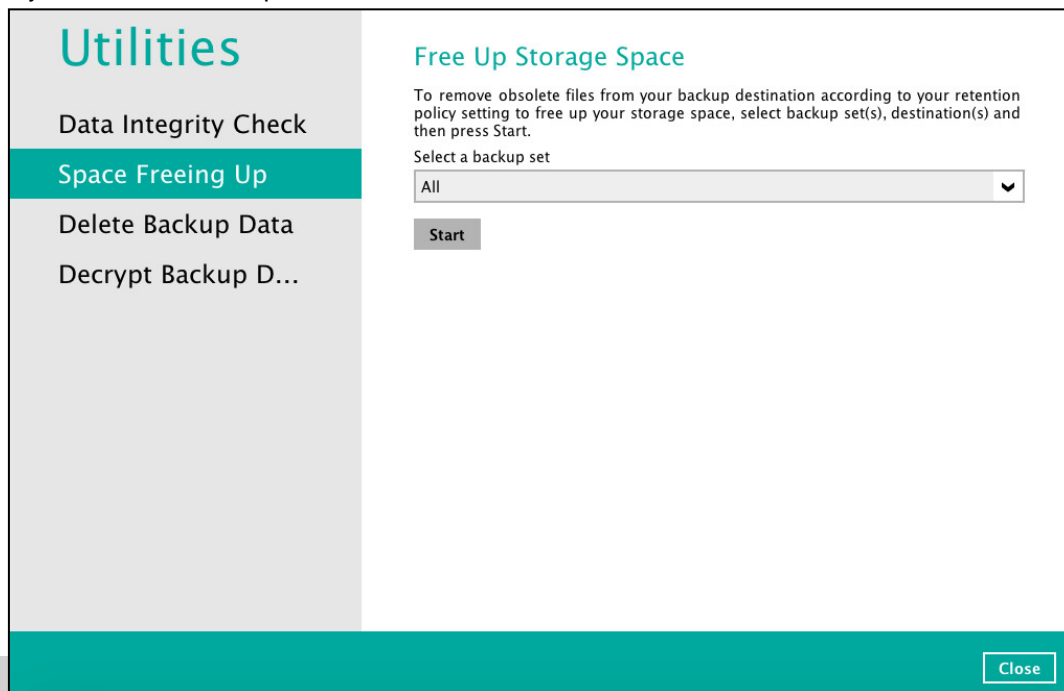 Utilities
Data Integrity Check
Space Freeing Up
Delete Backup Data
Decrypt Backup D...
Free Up Storage Space
To remove obsolete files from your backup destination according to your retention
policy setting to free up your storage space, select backup set(s), destination(s) and
then press Start.
Select a backup set
All
Start
Close